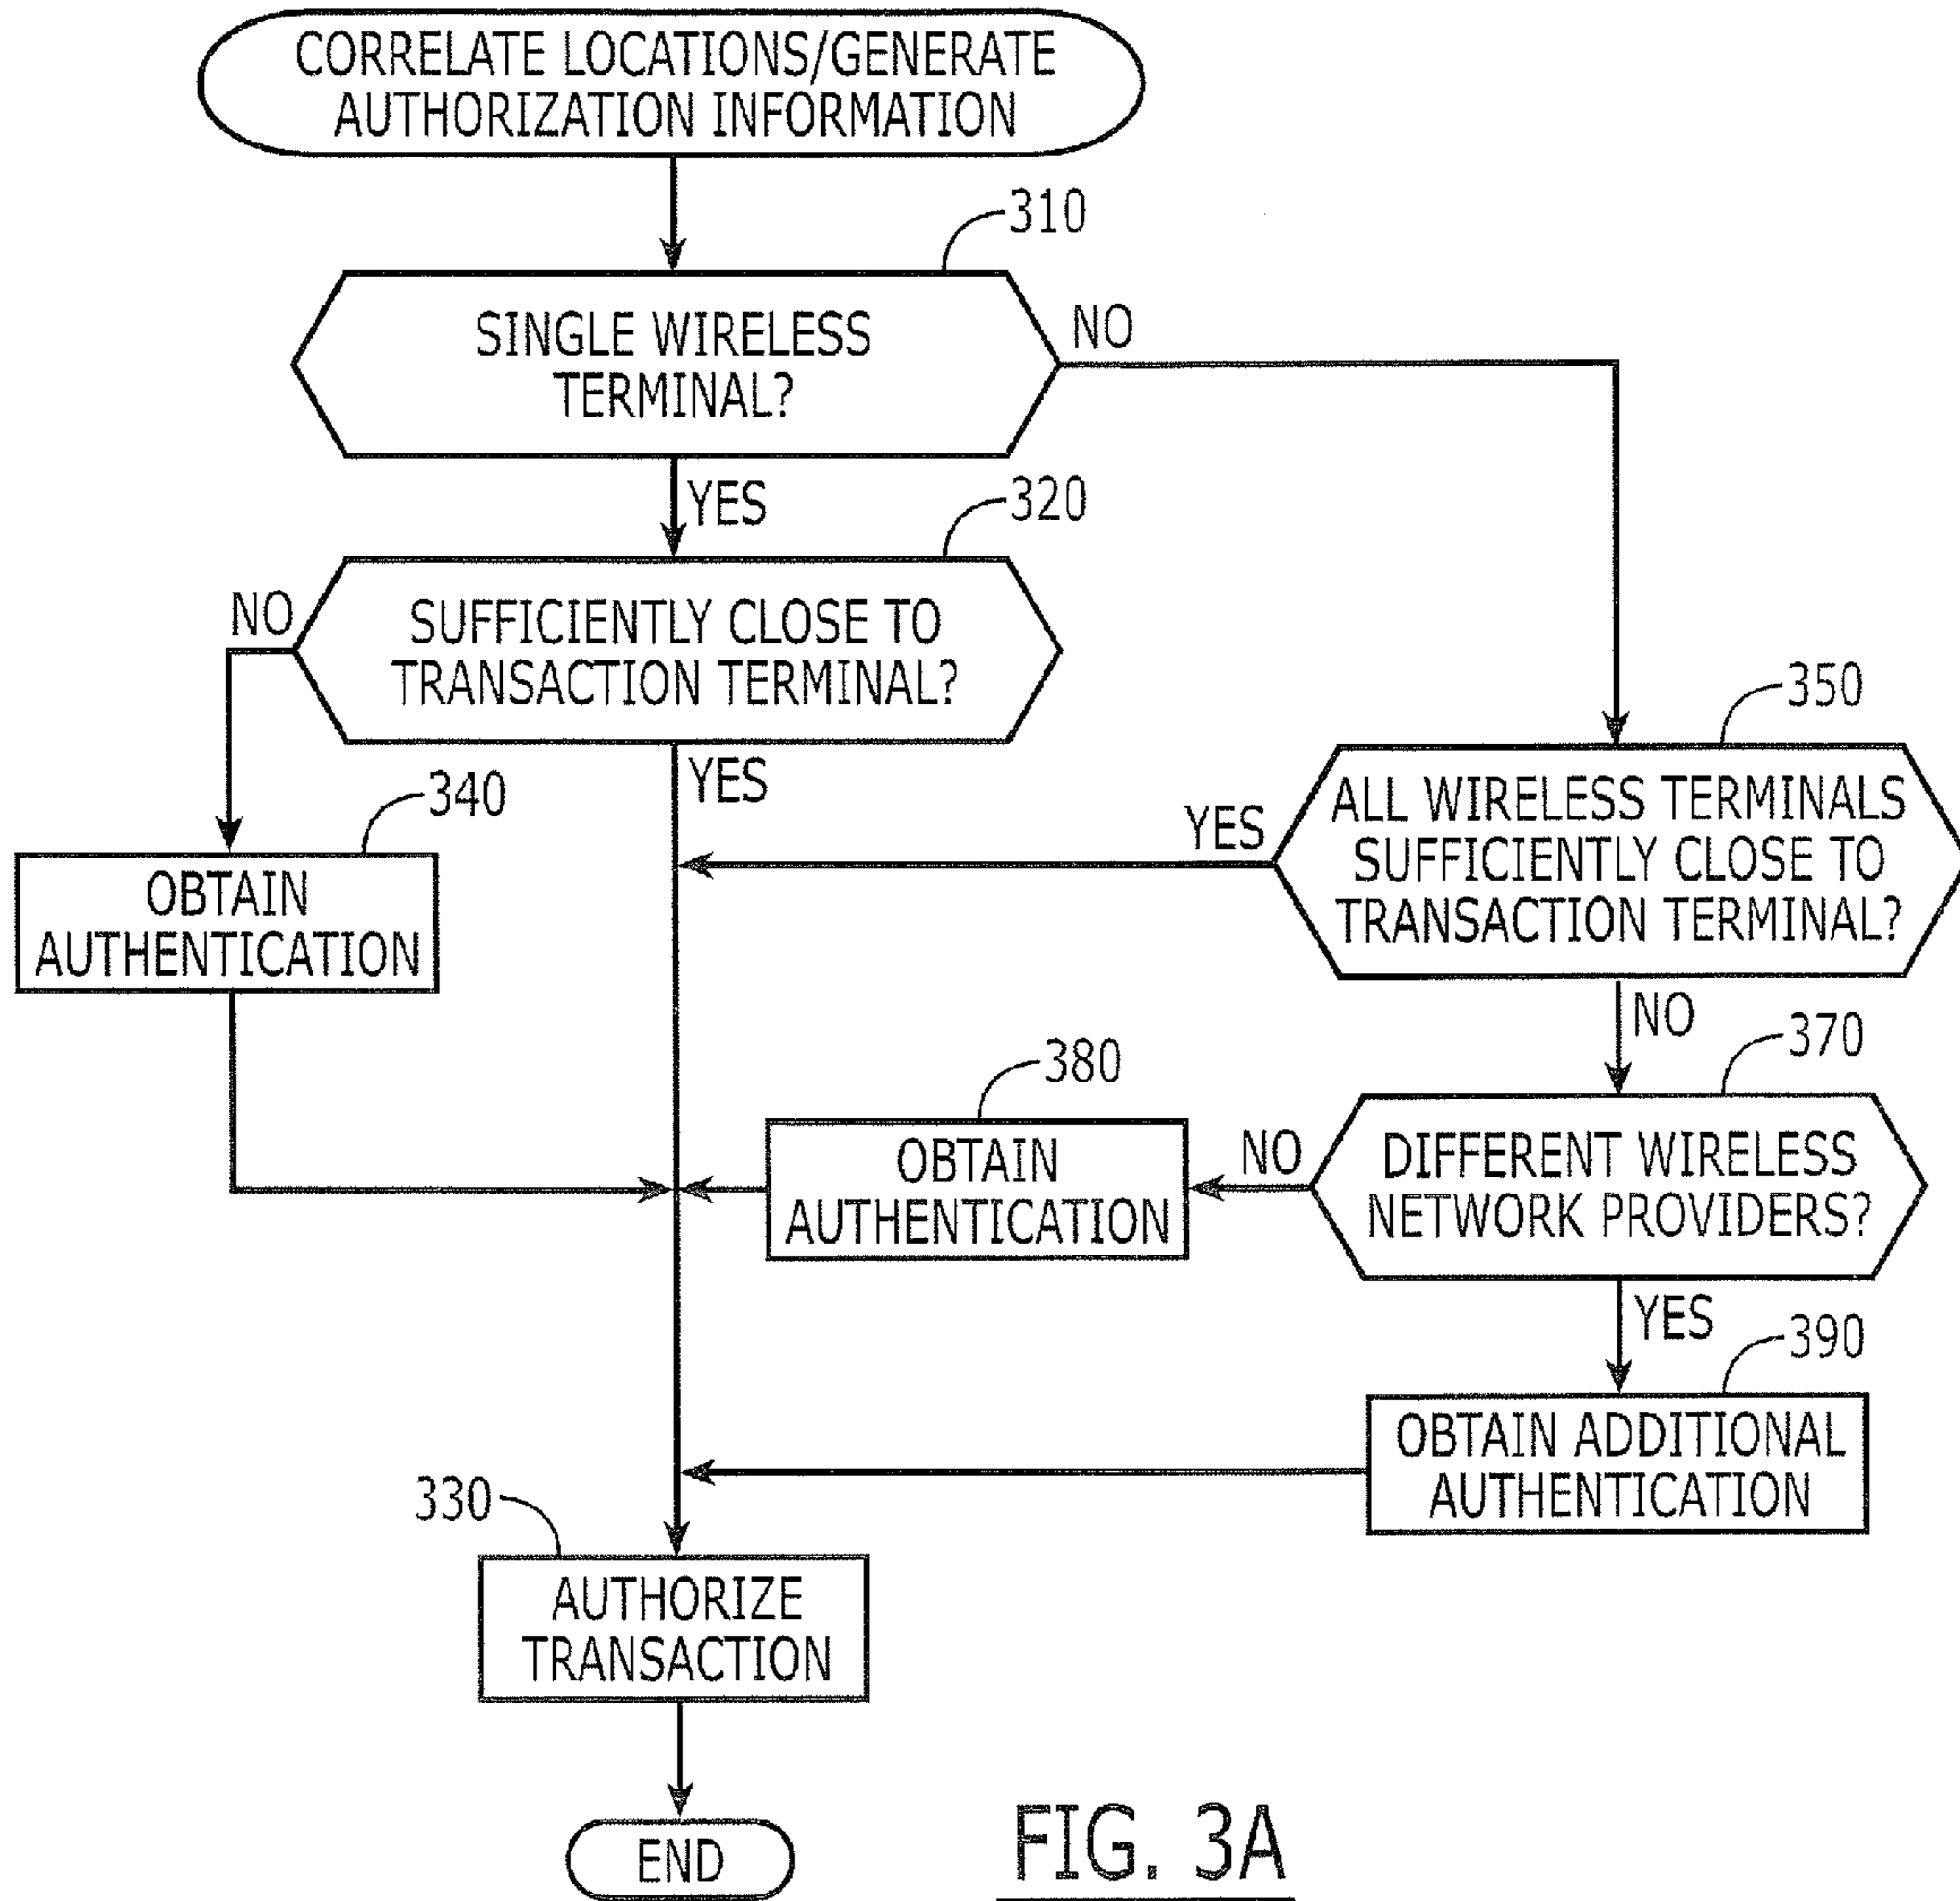 CORRELATE LOCATIONS/GENERATE
AUTHORIZATION INFORMATION
310
SINGLE WIRELESS
TERMINAL?
NO
YES
320
SUFFICIENTLY CLOSE TO
TRANSACTION TERMINAL?
NO
YES
340
OBTAIN
AUTHENTICATION
350
ALL WIRELESS TERMINALS
SUFFICIENTLY CLOSE TO
TRANSACTION TERMINAL?
YES
NO
370
DIFFERENT WIRELESS
NETWORK PROVIDERS?
NO
380
OBTAIN
AUTHENTICATION
YES
390
OBTAIN ADDITIONAL
AUTHENTICATION
330
AUTHORIZE
TRANSACTION
END
FIG. 3A